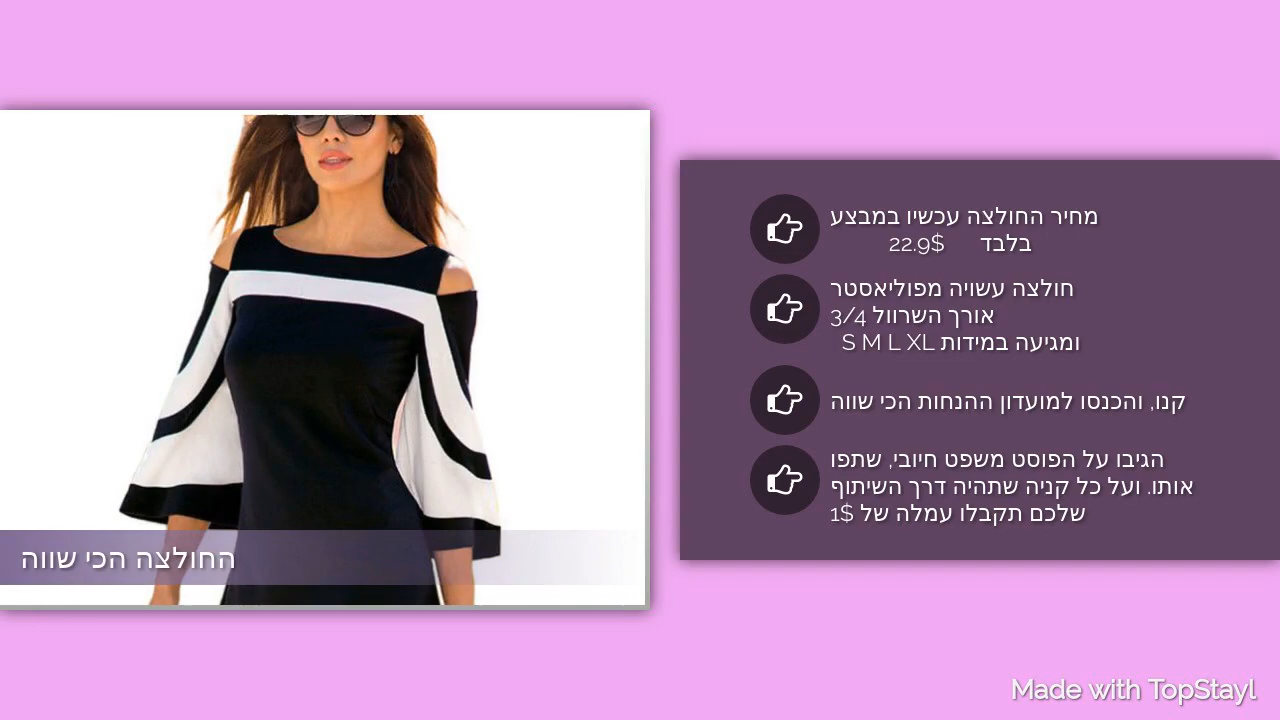 החולצה הכי שווה
מחיר החולצה עכשיו במבצע
בלבד 22.9$
חולצה עשויה מפוליאסטר
אורך השרוול 3/4
ומגיעה במידות S M L XL
קנו, והכנסו למועדון ההנחות הכי שווה
הגיבו על הפוסט משפט חיובי, שתפו
אותו. ועל כל קניה שתהיה דרך השיתוף
שלכם תקבלו עמלה של 1$
Made with TopStayl